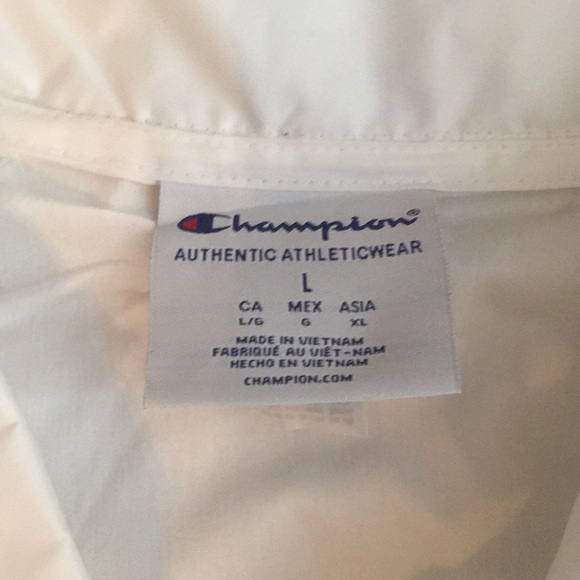 Champion®
AUTHENTIC ATHLETICWEAR
L
CA MEX ASIA
L/G G XL
MADE IN VIETNAM
FABRIQUÉ AU VIÊT-NAM
HECHO EN VIETNAM
CHAMPION.COM